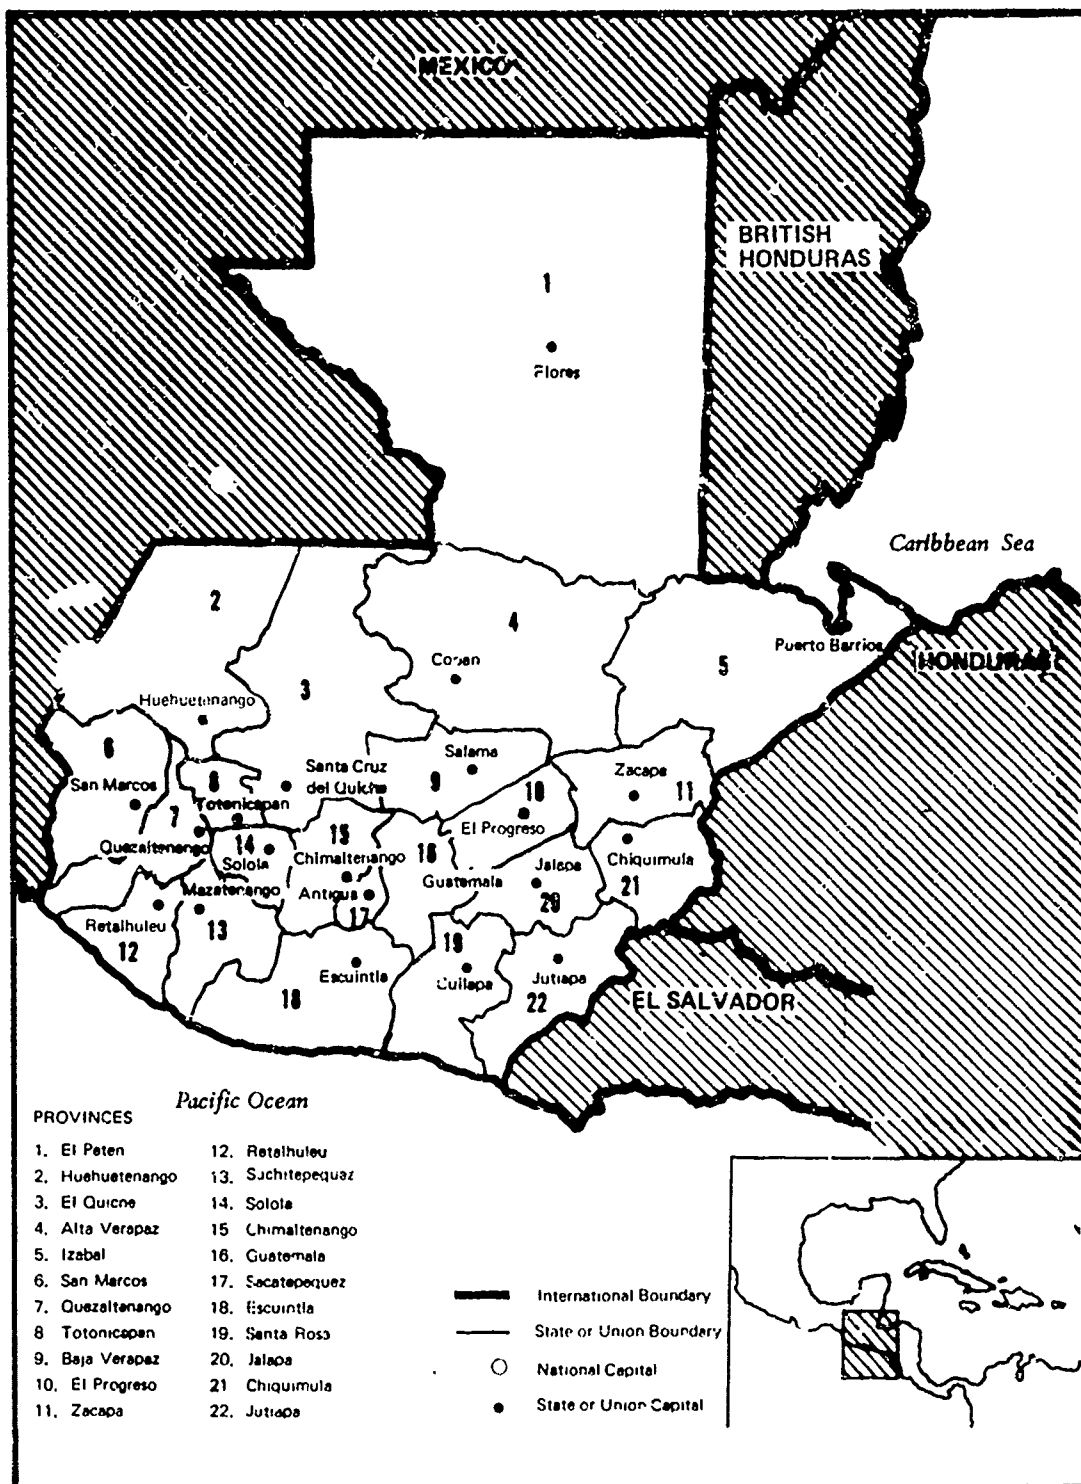 MEXICO
BRITISH
HONDURAS
1
Flores
Caribbean Sea
2
4
Puerto Barrios
Coban
5
HONDURAS
3
Huehuetenango
6
Salama
San Marcos
8
Santa Cruz
del Quiche
9
Zacapa
10
11
Totonicapan
7
El Progreso
15
14
16
Quezaltenango
Solola
Chimaltenango
Jalapa
Chiquimula
Mazatenango
Antigua
Guatemala
21
Retalhuleu
17
20
13
19
12
Escuintla
Cuilapa
Jutiapa
18
22
EL SALVADOR
Pacific Ocean
PROVINCES
1. El Peten
2. Huehuetenango
3. El Quiche
4. Alta Verapaz
5. Izabal
6. San Marcos
7. Quezaltenango
8 Totonicapan
9. Baja Verapaz
10. El Progreso
11. Zacapa
12. Retalhuleu
13. Suchitepequez
14. Solola
15 Chimaltenango
16. Guatemala
17. Sacatepequez
18. Escuintla
19. Santa Rosa
20. Jalapa
21 Chiquimula
22. Jutiapa
International Boundary
State or Union Boundary
National Capital
State or Union Capital